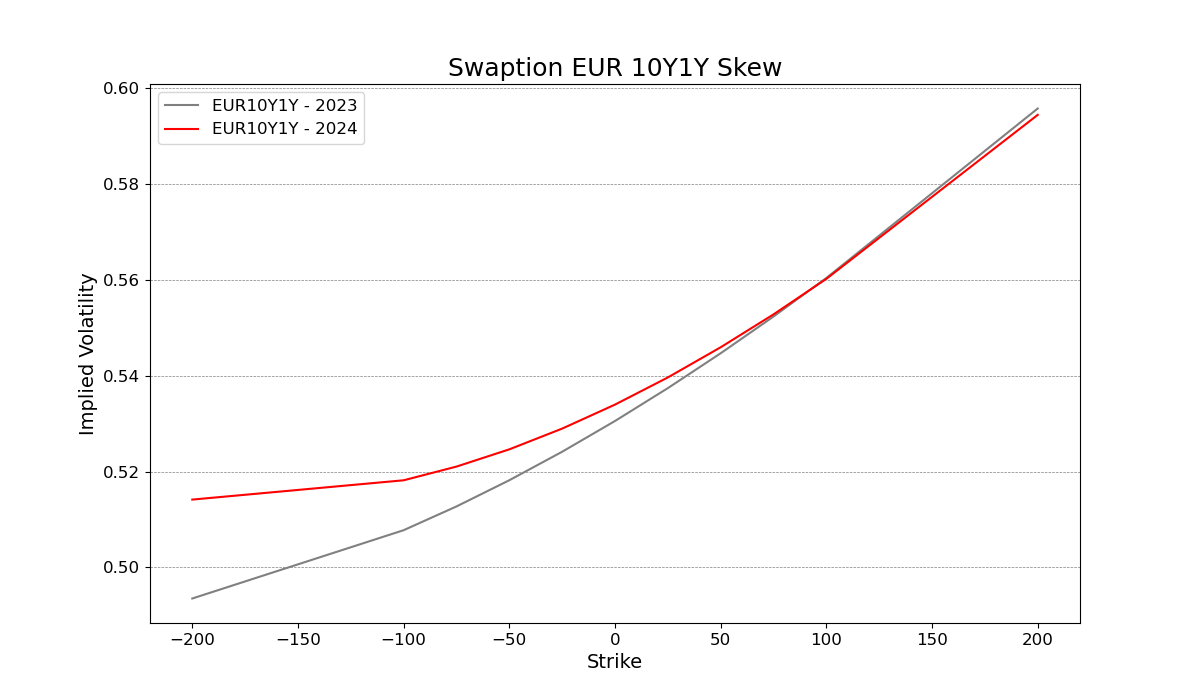 Swaption EUR 10Y1Y Skew
EUR10Y1Y - 2023
EUR10Y1Y - 2024
Implied Volatility
0.60
0.58
0.56
0.54
0.52
0.50
−200 −150 −100 −50 0 50 100 150 200
Strike